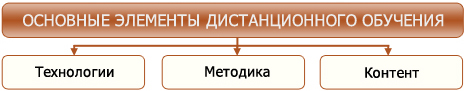 ОСНОВНЫЕ ЭЛЕМЕНТЫ ДИСТАНЦИОННОГО ОБУЧЕНИЯ
Технологии Методика Контент